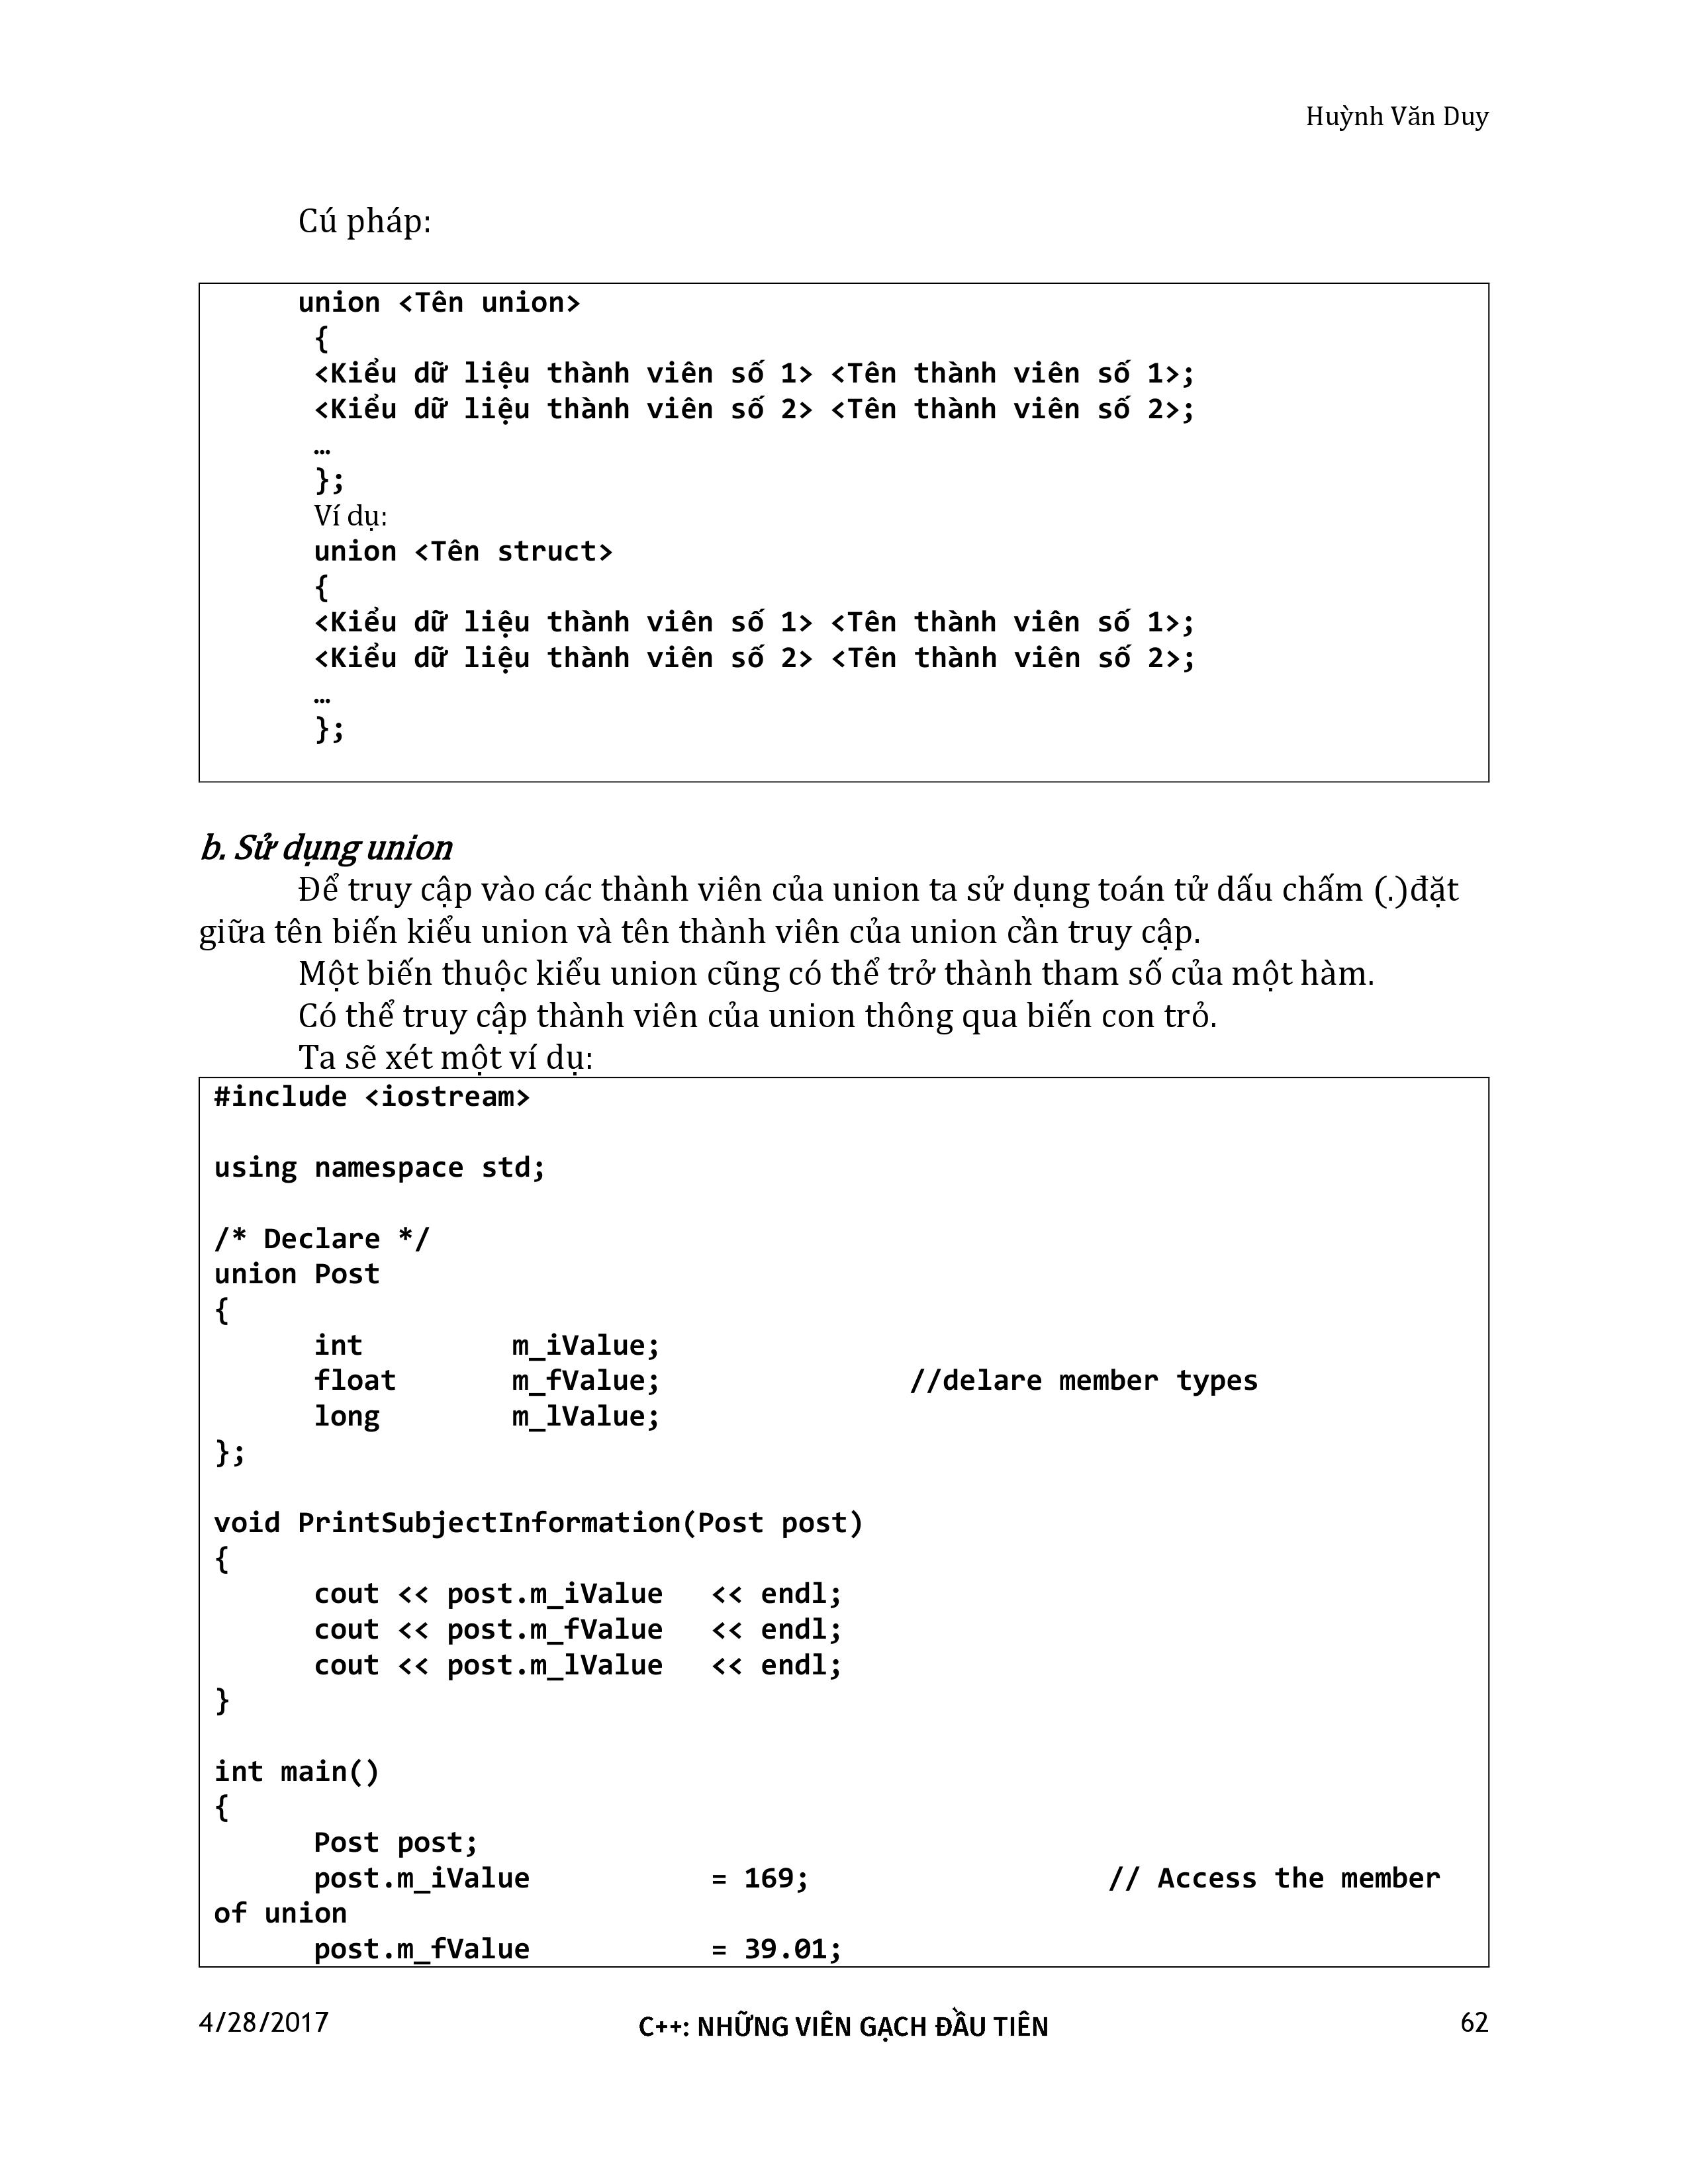 Huỳnh Văn Duy
Cú pháp:
union <Tên union>
{
<Kiểu dữ liệu thành viên số 1> <Tên thành viên số 1>;
<Kiểu dữ liệu thành viên số 2> <Tên thành viên số 2>;
…
};
Ví dụ:
union <Tên struct>
{
<Kiểu dữ liệu thành viên số 1> <Tên thành viên số 1>;
<Kiểu dữ liệu thành viên số 2> <Tên thành viên số 2>;
…
};
b. Sử dụng union
Để truy cập vào các thành viên của union ta sử dụng toán tử dấu chấm (.)đặt
giữa tên biến kiểu union và tên thành viên của union cần truy cập.
Một biến thuộc kiểu union cũng có thể trở thành tham số của một hàm.
Có thể truy cập thành viên của union thông qua biến con trỏ.
Ta sẽ xét một ví dụ:
#include <iostream>
using namespace std;
/* Declare */
union Post
{
int m_iValue;
float m_fValue; //delare member types
long m_lValue;
};
void PrintSubjectInformation(Post post)
{
cout << post.m_iValue << endl;
cout << post.m_fValue << endl;
cout << post.m_lValue << endl;
}
int main()
{
Post post;
post.m_iValue = 169; // Access the member
of union
post.m_fValue = 39.01;
4/28/2017 C++: NHỮNG VIÊN GẠCH ĐẦU TIÊN 62